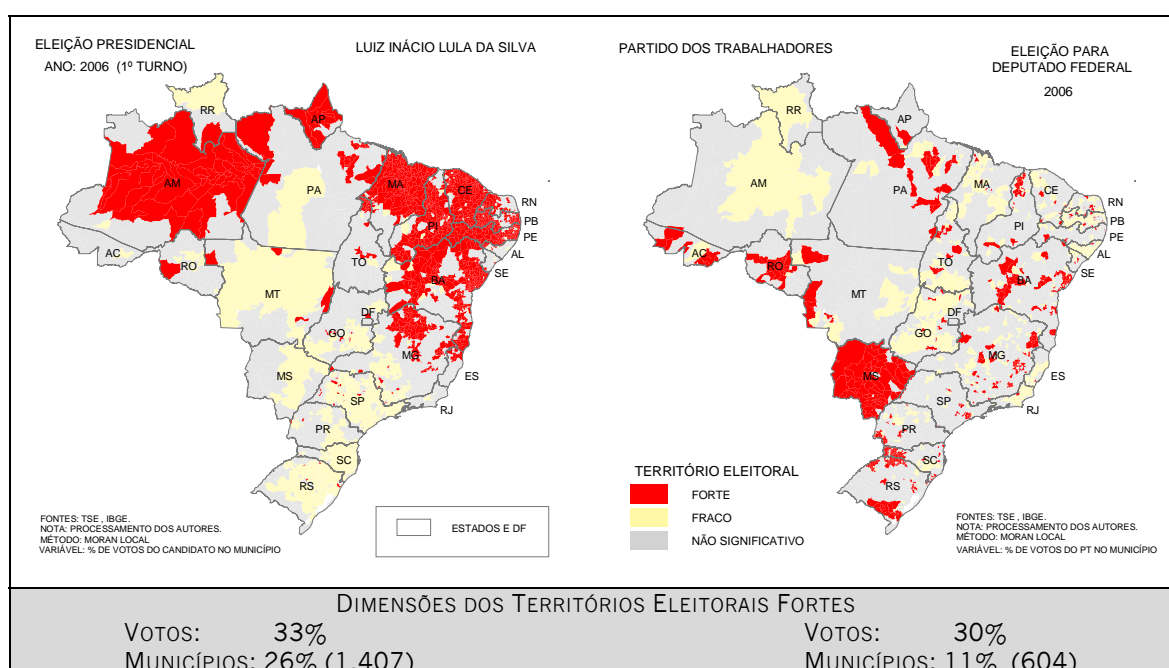 ELEIÇÃO PRESIDENCIAL
ANO: 2006 (1º TURNO)
LUIZ INÁCIO LULA DA SILVA
RR
AP
AM
PA
MA
CE
RN
PB
PE
AL
SE
PI
AC
RO
TO
BA
MT
DF
GO
MG
ES
MS
SP
RJ
PR
SC
RS
FONTES: TSE , IBGE.
NOTA: PROCESSAMENTO DOS AUTORES.
MÉTODO: MORAN LOCAL
VARIÁVEL: % DE VOTOS DO CANDIDATO NO MUNICÍPIO
ESTADOS E DF
PARTIDO DOS TRABALHADORES
ELEIÇÃO PARA
DEPUTADO FEDERAL
2006
RR
AP
AM
PA
MA
CE
RN
PB
PE
AL
SE
PI
AC
RO
TO
BA
MT
DF
GO
MG
ES
MS
SP
RJ
PR
SC
RS
TERRITÓRIO ELEITORAL
FORTE
FRACO
NÃO SIGNIFICATIVO
FONTES: TSE , IBGE.
NOTA: PROCESSAMENTO DOS AUTORES.
MÉTODO: MORAN LOCAL
VARIÁVEL: % DE VOTOS DO PT NO MUNICÍPIO
DIMENSÕES DOS TERRITÓRIOS ELEITORAIS FORTES
VOTOS: 33%
MUNICÍPIOS: 26% (1.407)
VOTOS: 30%
MUNICÍPIOS: 11% (604)